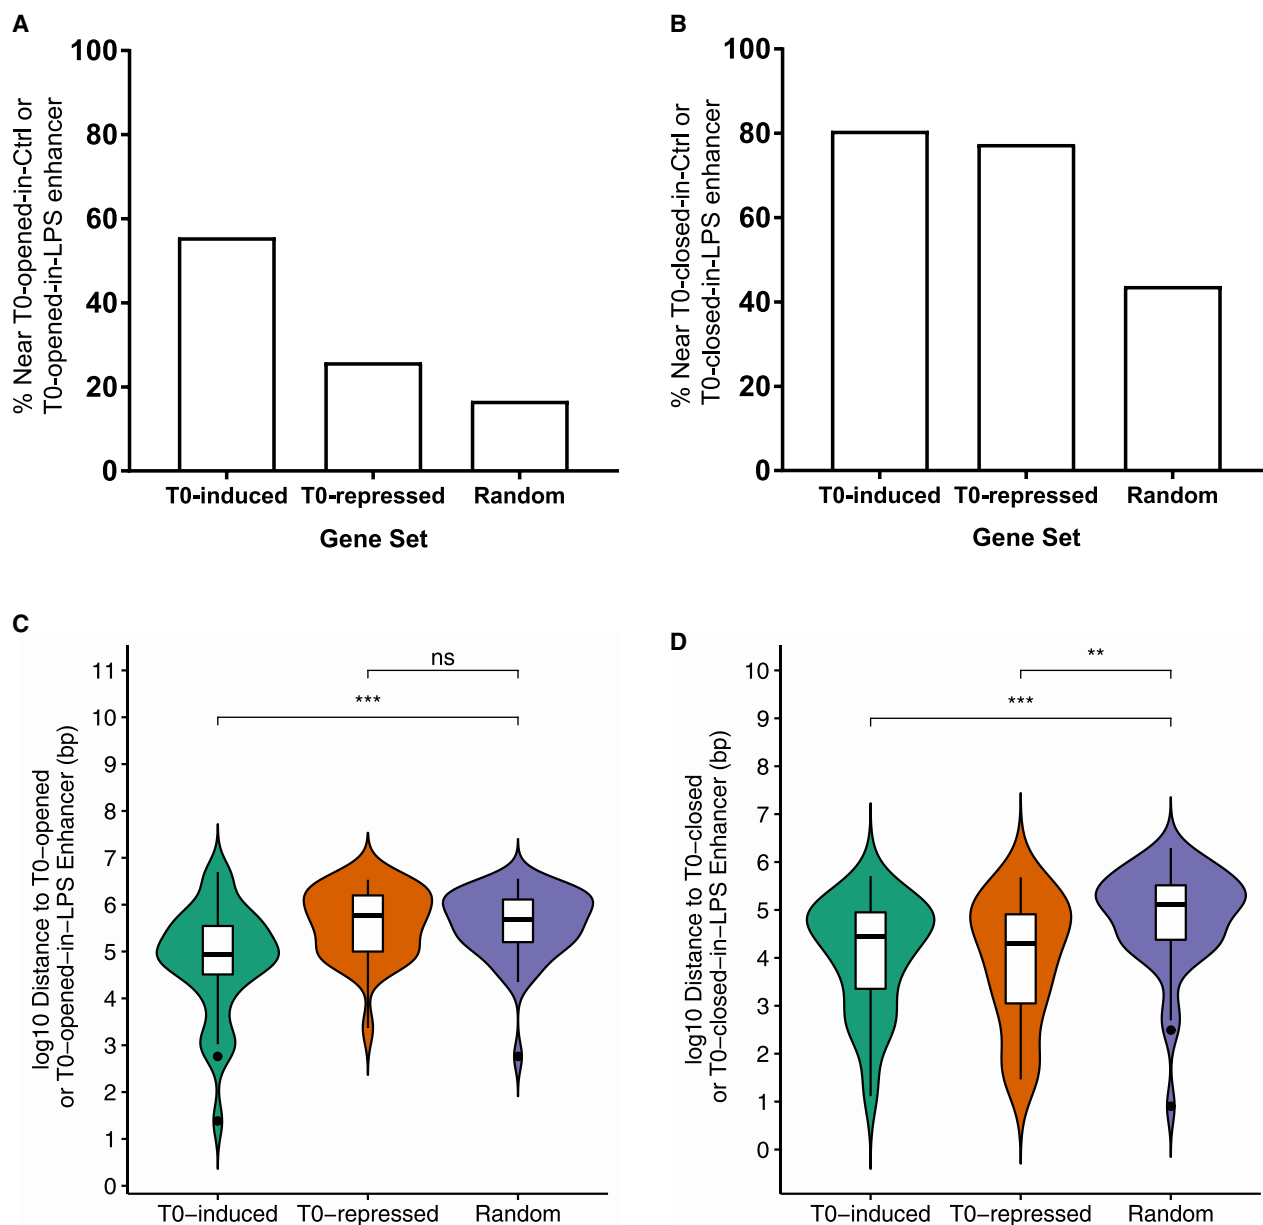 A
% Near T0-opened-in-Ctrl or
T0-opened-in-LPS enhancer
100
80
60
40
20
0
T0-induced T0-repressed Random
Gene Set
B
% Near T0-closed-in-Ctrl or
T0-closed-in-LPS enhancer
100
80
60
40
20
0
T0-induced T0-repressed Random
Gene Set
C
log10 Distance to T0−opened
or T0−opened−in−LPS Enhancer (bp)
11
10
9
8
7
6
5
4
3
2
1
0
ns
***
T0−induced T0−repressed Random
D
log10 Distance to T0−closed
or T0−closed−in−LPS Enhancer (bp)
10
9
8
7
6
5
4
3
2
1
0
**
***
T0−induced T0−repressed Random